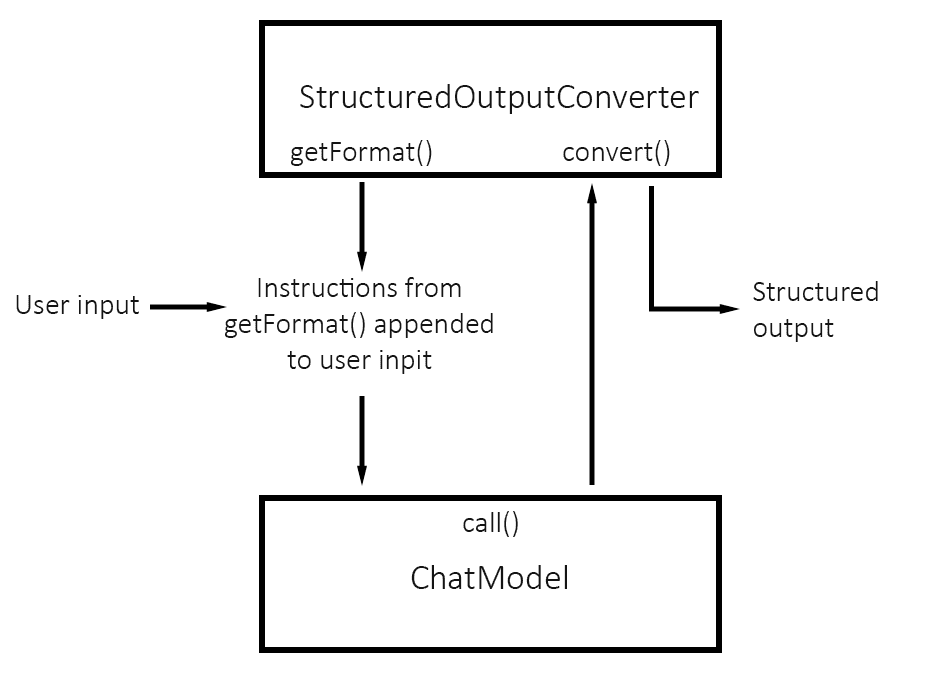 StructuredOutputConverter
getFormat()
convert()
User input
Instructions from
getFormat() appended
to user inpit
Structured
output
call()
ChatModel